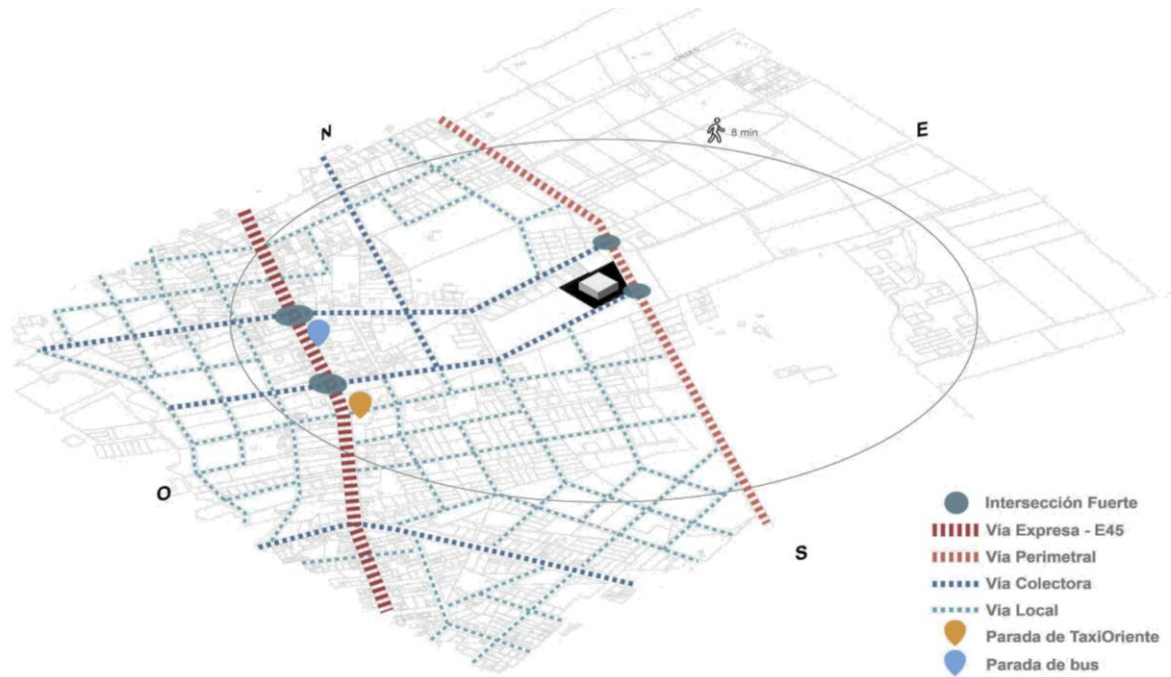 N
8 min
E
O
S
Intersección Fuerte
Vía Expresa - E45
Vía Perimetral
Vía Colectora
Vía Local
Parada de TaxiOriente
Parada de bus